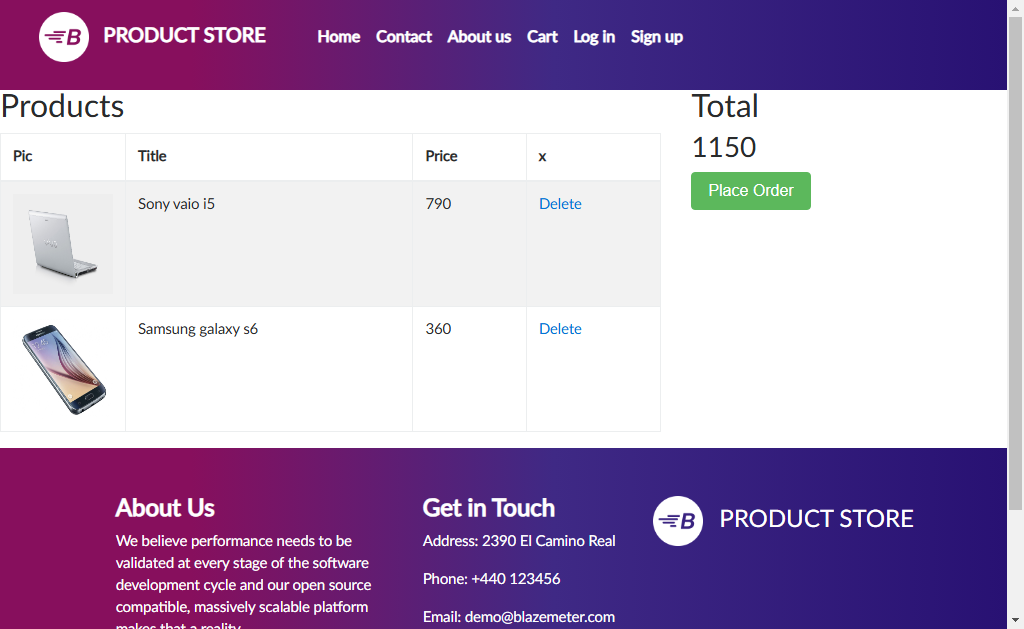 B PRODUCT STORE Home Contact About us Cart Log in Sign up
Products
Pic Title Price x
Sony vaio i5 790 Delete
VAIO
Samsung galaxy s6 360 Delete
Total
1150
Place Order
About Us
We believe performance needs to be
validated at every stage of the software
development cycle and our open source
compatible, massively scalable platform
makes that a reality.
Get in Touch
Address: 2390 El Camino Real
Phone: +440 123456
Email: demo@blazemeter.com
B PRODUCT STORE